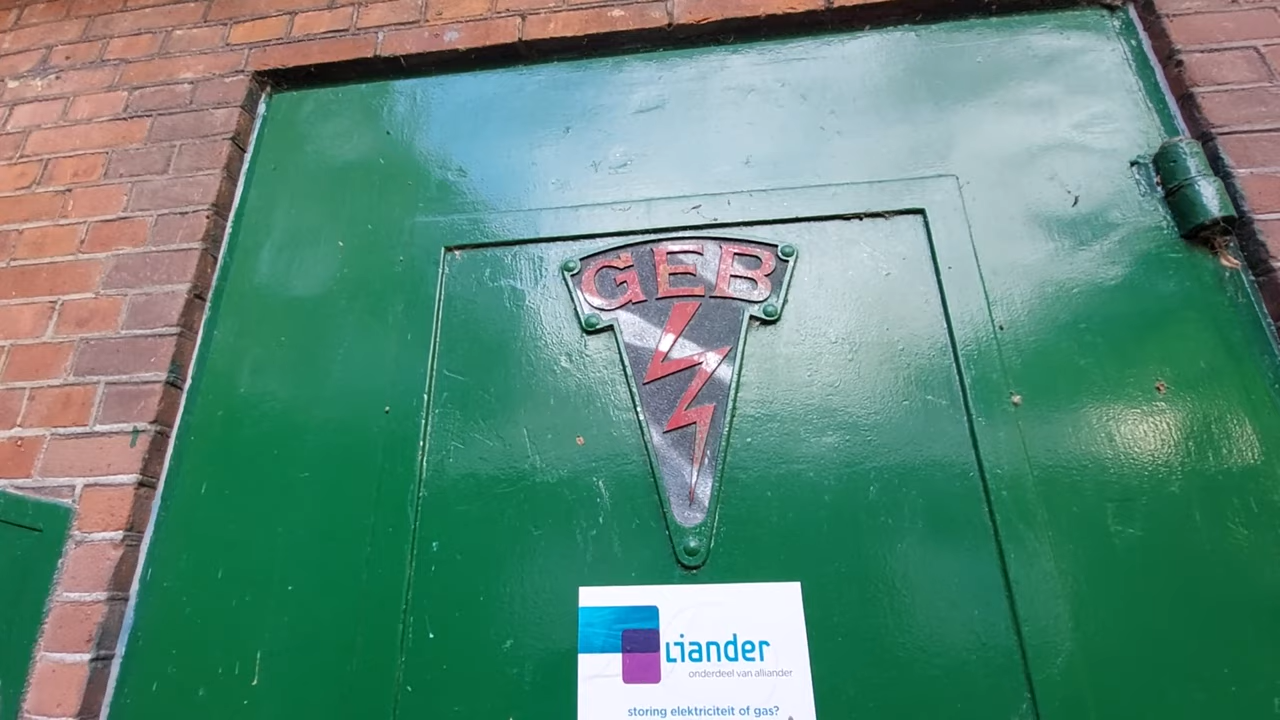 GEB
Liander
onderdeel van alliander
storing elektriciteit of gas?